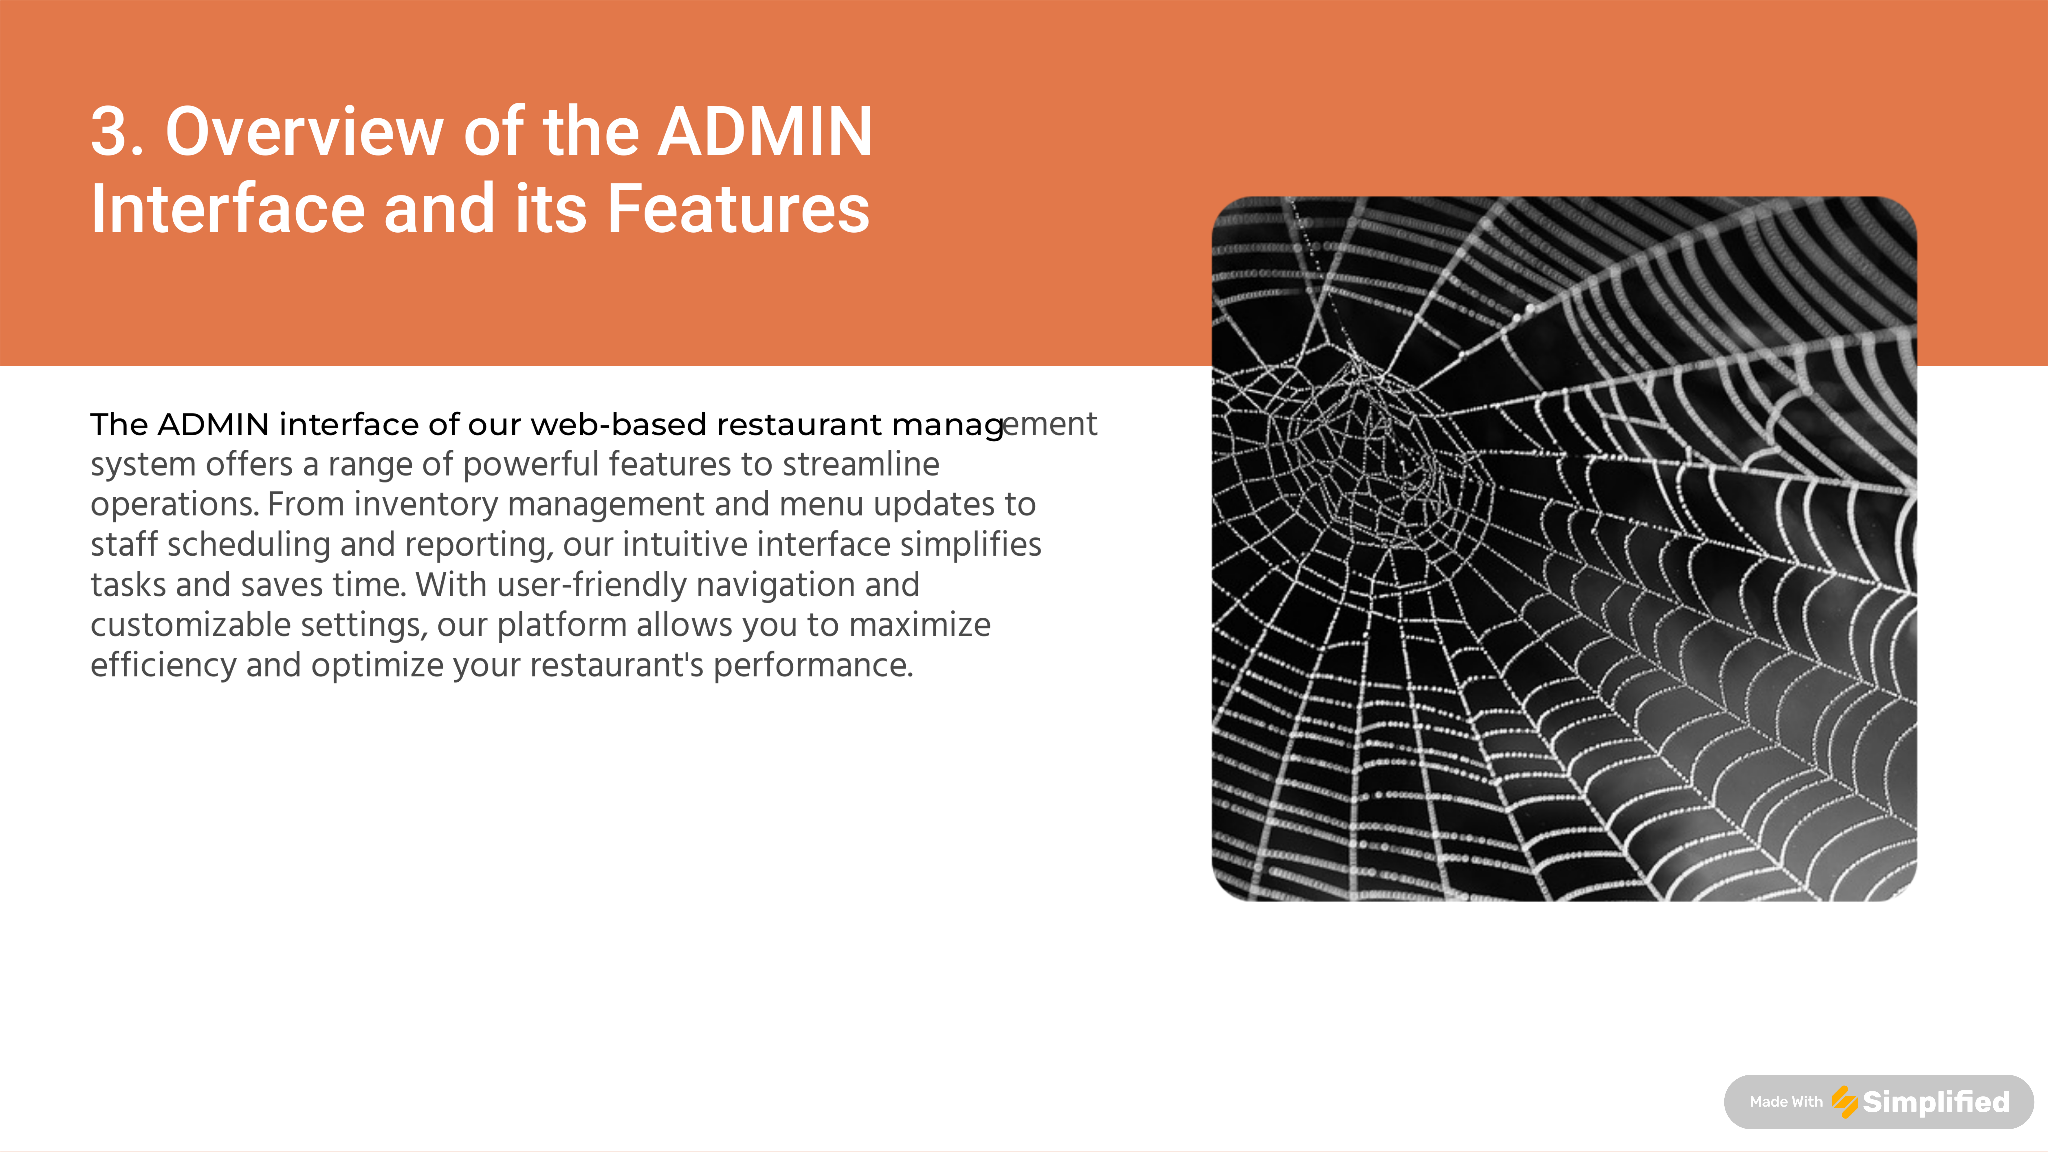 3. Overview of the ADMIN
Interface and its Features
The ADMIN interface of our web-based restaurant management
system offers a range of powerful features to streamline
operations. From inventory management and menu updates to
staff scheduling and reporting, our intuitive interface simplifies
tasks and saves time. With user-friendly navigation and
customizable settings, our platform allows you to maximize
efficiency and optimize your restaurant's performance.
Made With Simplified